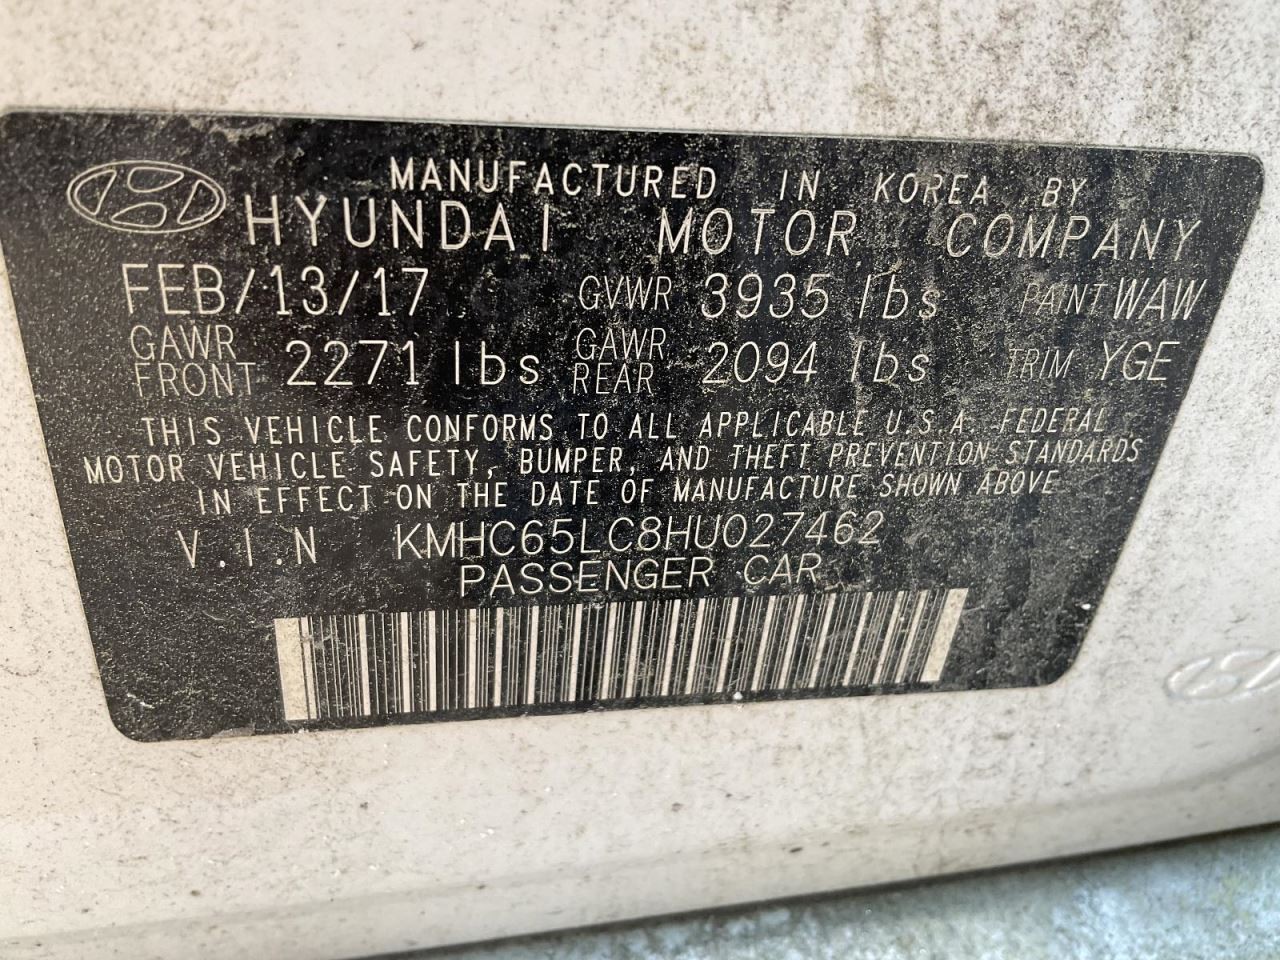 MANUFACTURED IN KOREA BY
HYUNDAI MOTOR COMPANY
FEB/13/17 GVWR 3935 lbs PAINT WAW
GAWR FRONT 2271 lbs GAWR REAR 2094 lbs TRIM YGE
THIS VEHICLE CONFORMS TO ALL APPLICABLE U.S.A. FEDERAL
MOTOR VEHICLE SAFETY, BUMPER, AND THEFT PREVENTION STANDARDS
IN EFFECT ON THE DATE OF MANUFACTURE SHOWN ABOVE
V.I.N KMHC65LC8HU027462
PASSENGER CAR